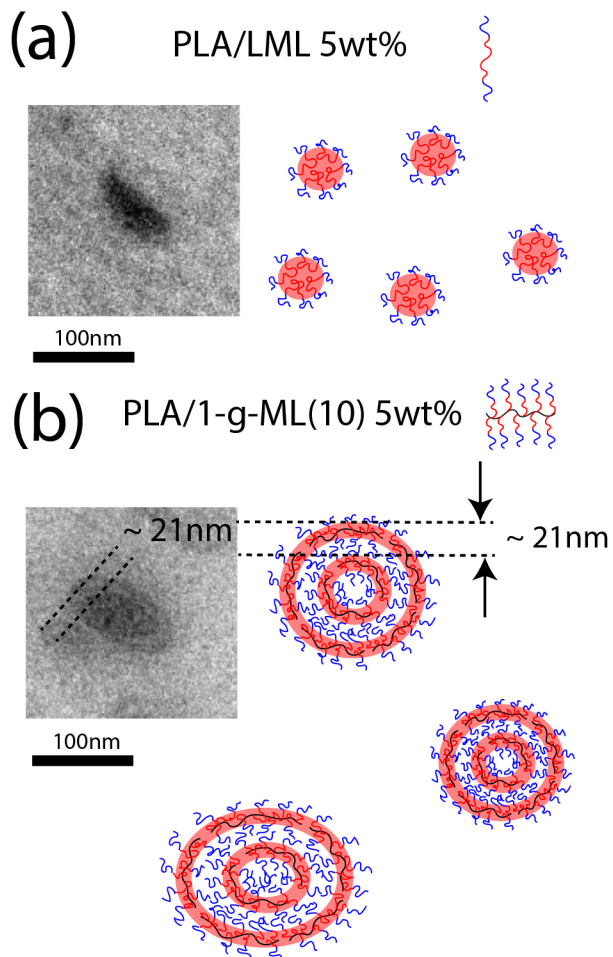 (a)
PLA/LML 5wt%
100nm
(b)
PLA/1-g-ML(10) 5wt%
~ 21nm
~ 21nm
100nm